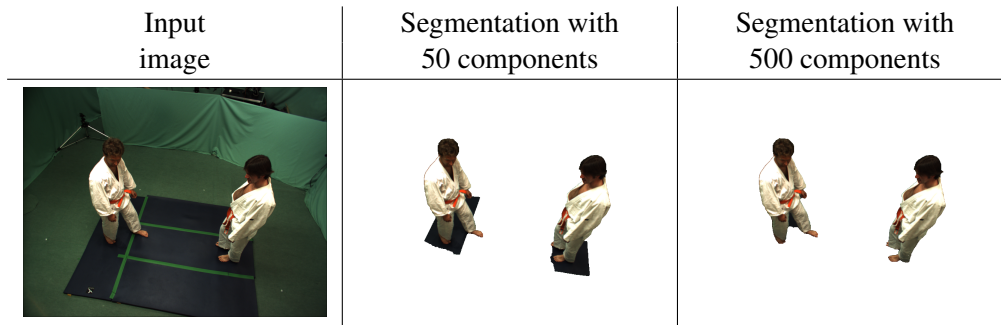 Input image
Segmentation with 50 components
Segmentation with 500 components